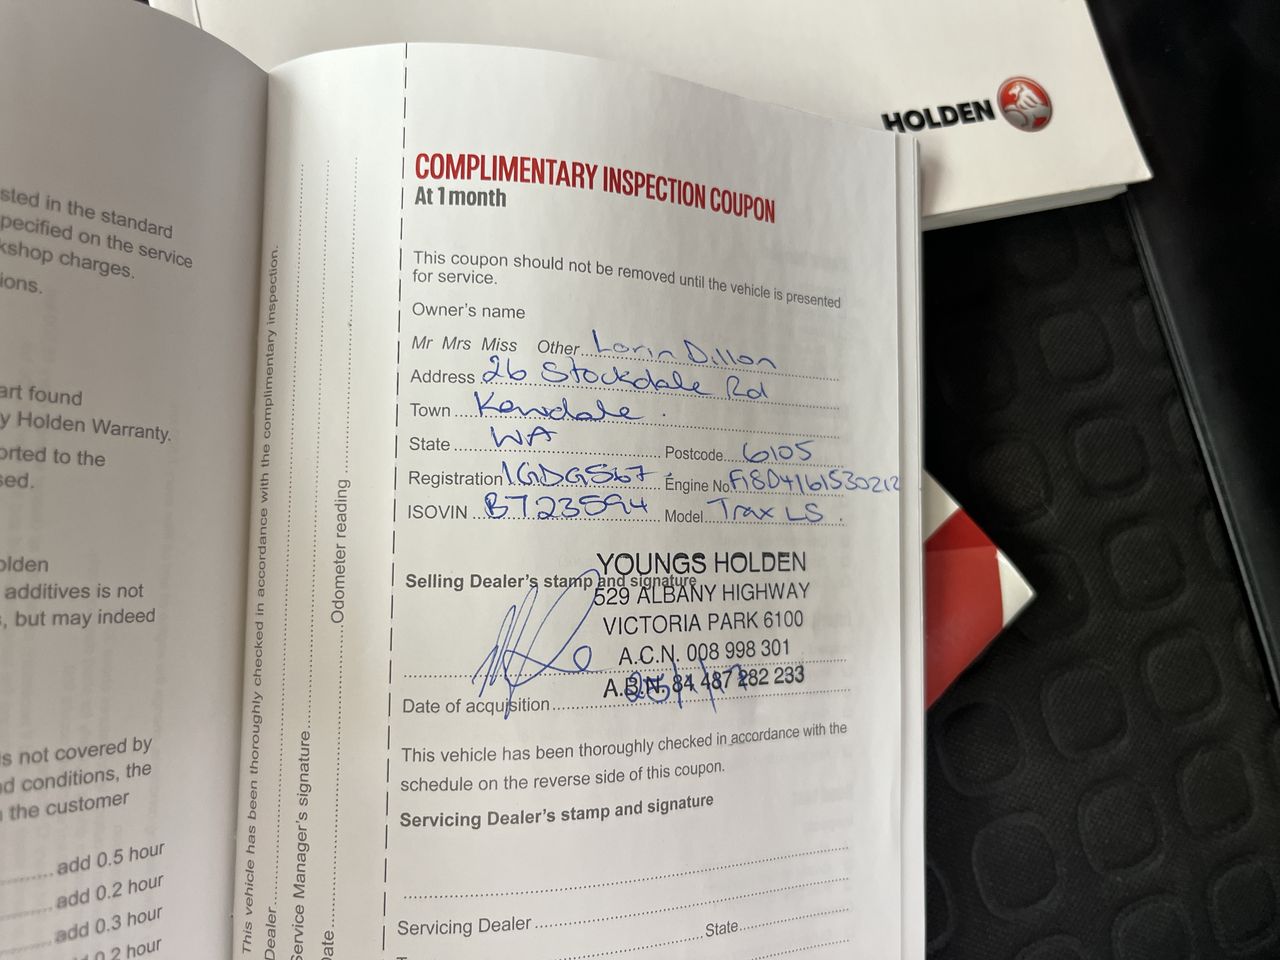 sted in the standard
pecified on the service
kshop charges.
ions.
art found
y Holden Warranty.
orted to the
sed.
olden
additives is not
, but may indeed
s not covered by
nd conditions, the
n the customer
add 0.5 hour
add 0.2 hour
add 0.3 hour
0.2 hour
This vehicle has been thoroughly checked in accordance with the complimentary inspection.
Dealer
Service Manager's signature
Date Odometer reading
HOLDEN
COMPLIMENTARY INSPECTION COUPON
At 1 month
This coupon should not be removed until the vehicle is presented
for service.
Owner's name
Mr Mrs Miss Other Lorin Dillon
Address 26 Stockdale Rd
Town Kewdale.
State WA Postcode 6105
Registration 1GDG567 Engine No F18D4161530212
ISOVIN BT23594 Model Trax LS.
Selling Dealer's stamp and signature
YOUNGS HOLDEN
529 ALBANY HIGHWAY
VICTORIA PARK 6100
A.C.N. 008 998 301
A.B.N. 84 487 282 233
Date of acquisition
This vehicle has been thoroughly checked in accordance with the
schedule on the reverse side of this coupon.
Servicing Dealer's stamp and signature
Servicing Dealer
State